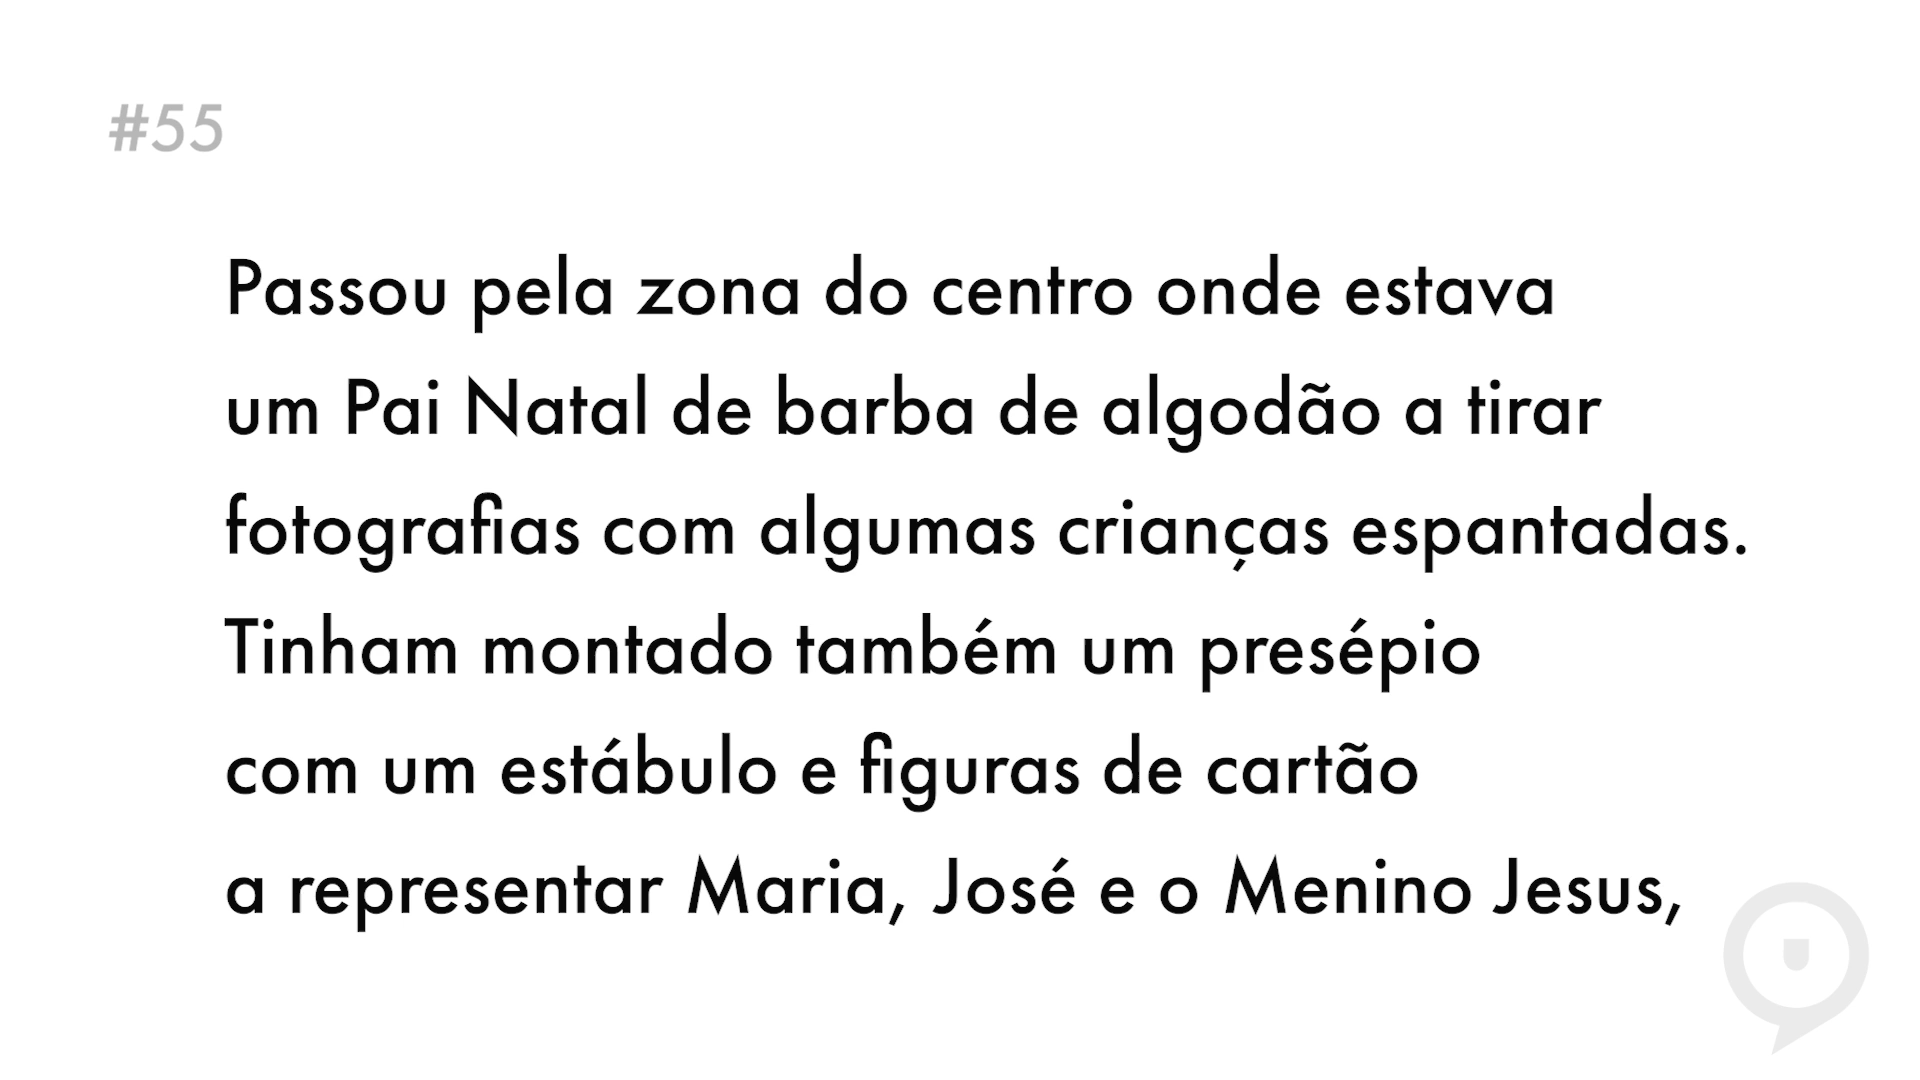 #55
Passou pela zona do centro onde estava
um Pai Natal de barba de algodão a tirar
fotografias com algumas crianças espantadas.
Tinham montado também um presépio
com um estábulo e figuras de cartão
a representar Maria, José e o Menino Jesus,